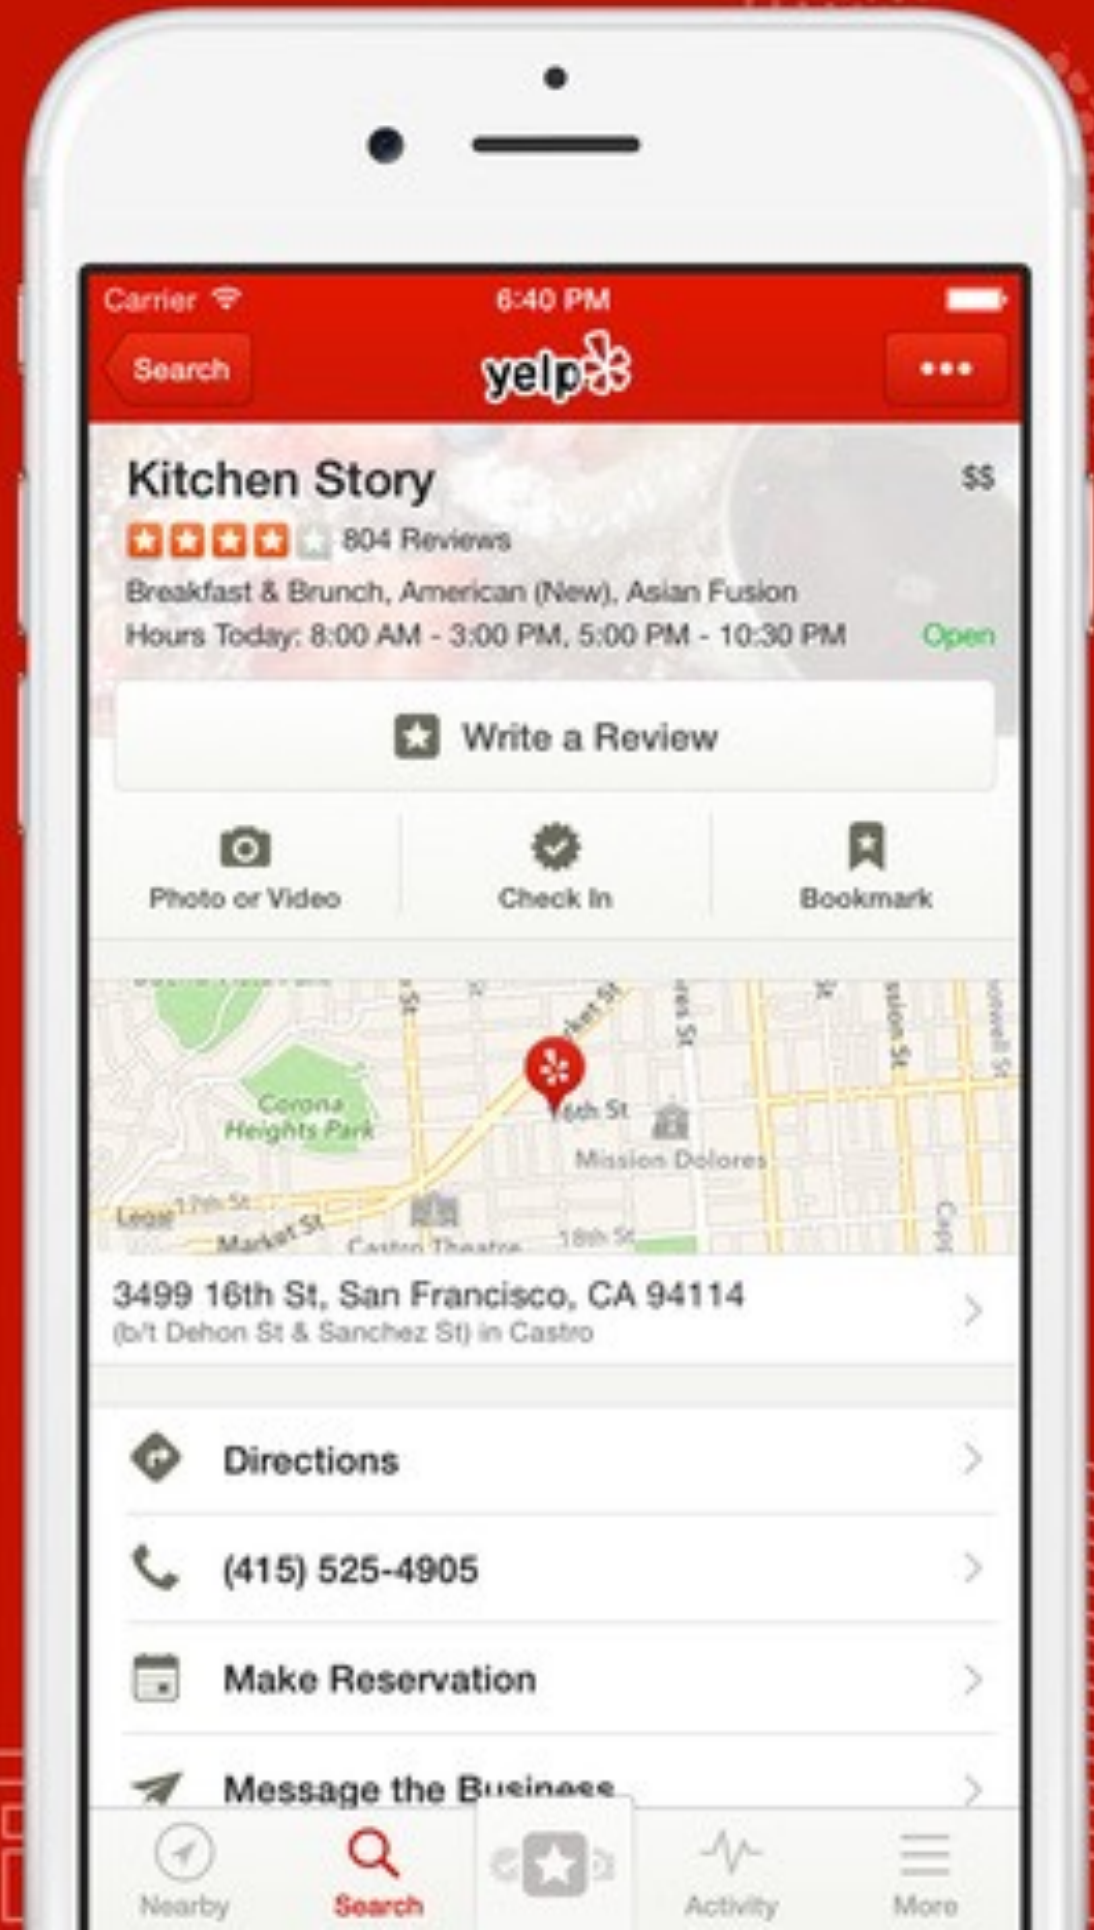 Carrier
6:40 PM
Search
yelp
•••
Kitchen Story
$$
804 Reviews
Breakfast & Brunch, American (New), Asian Fusion
Hours Today: 8:00 AM - 3:00 PM, 5:00 PM - 10:30 PM
Open
Write a Review
Photo or Video
Check In
Bookmark
Corona
Heights Park
16th St
Mission Dolores
17th St
Legal
Market St
Castro Theatre
18th St
3499 16th St, San Francisco, CA 94114
(b/t Dehon St & Sanchez St) in Castro
Directions
(415) 525-4905
Make Reservation
Message the Business
Nearby
Search
Activity
More